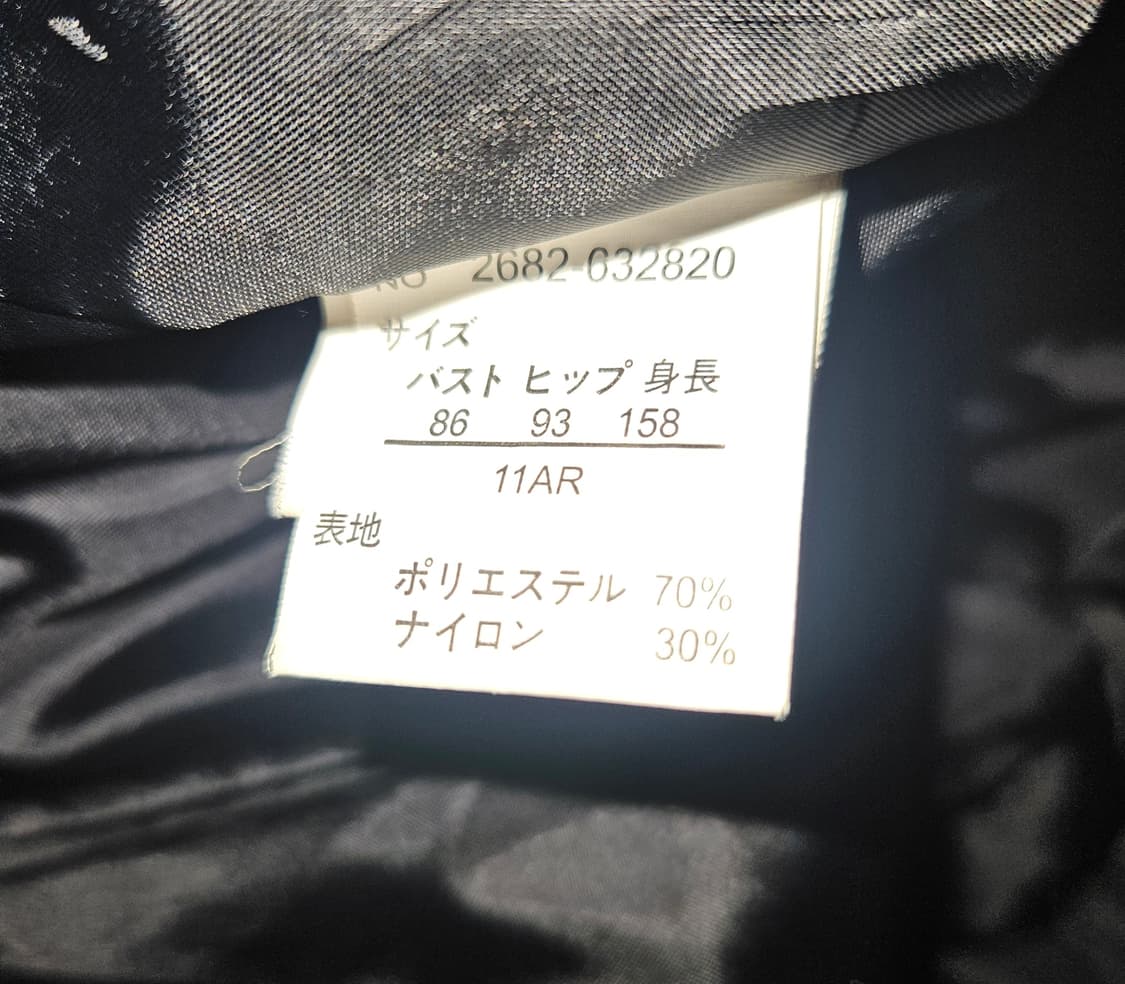 NO 2682-632820
サイズ
バスト ヒップ 身長
86 93 158
11AR
表地
ポリエステル 70%
ナイロン 30%